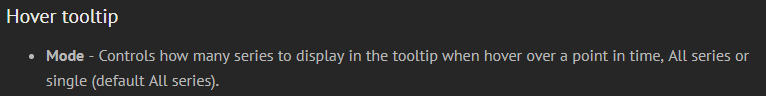 Hover tooltip
• Mode - Controls how many series to display in the tooltip when hover over a point in time, All series or
single (default All series).